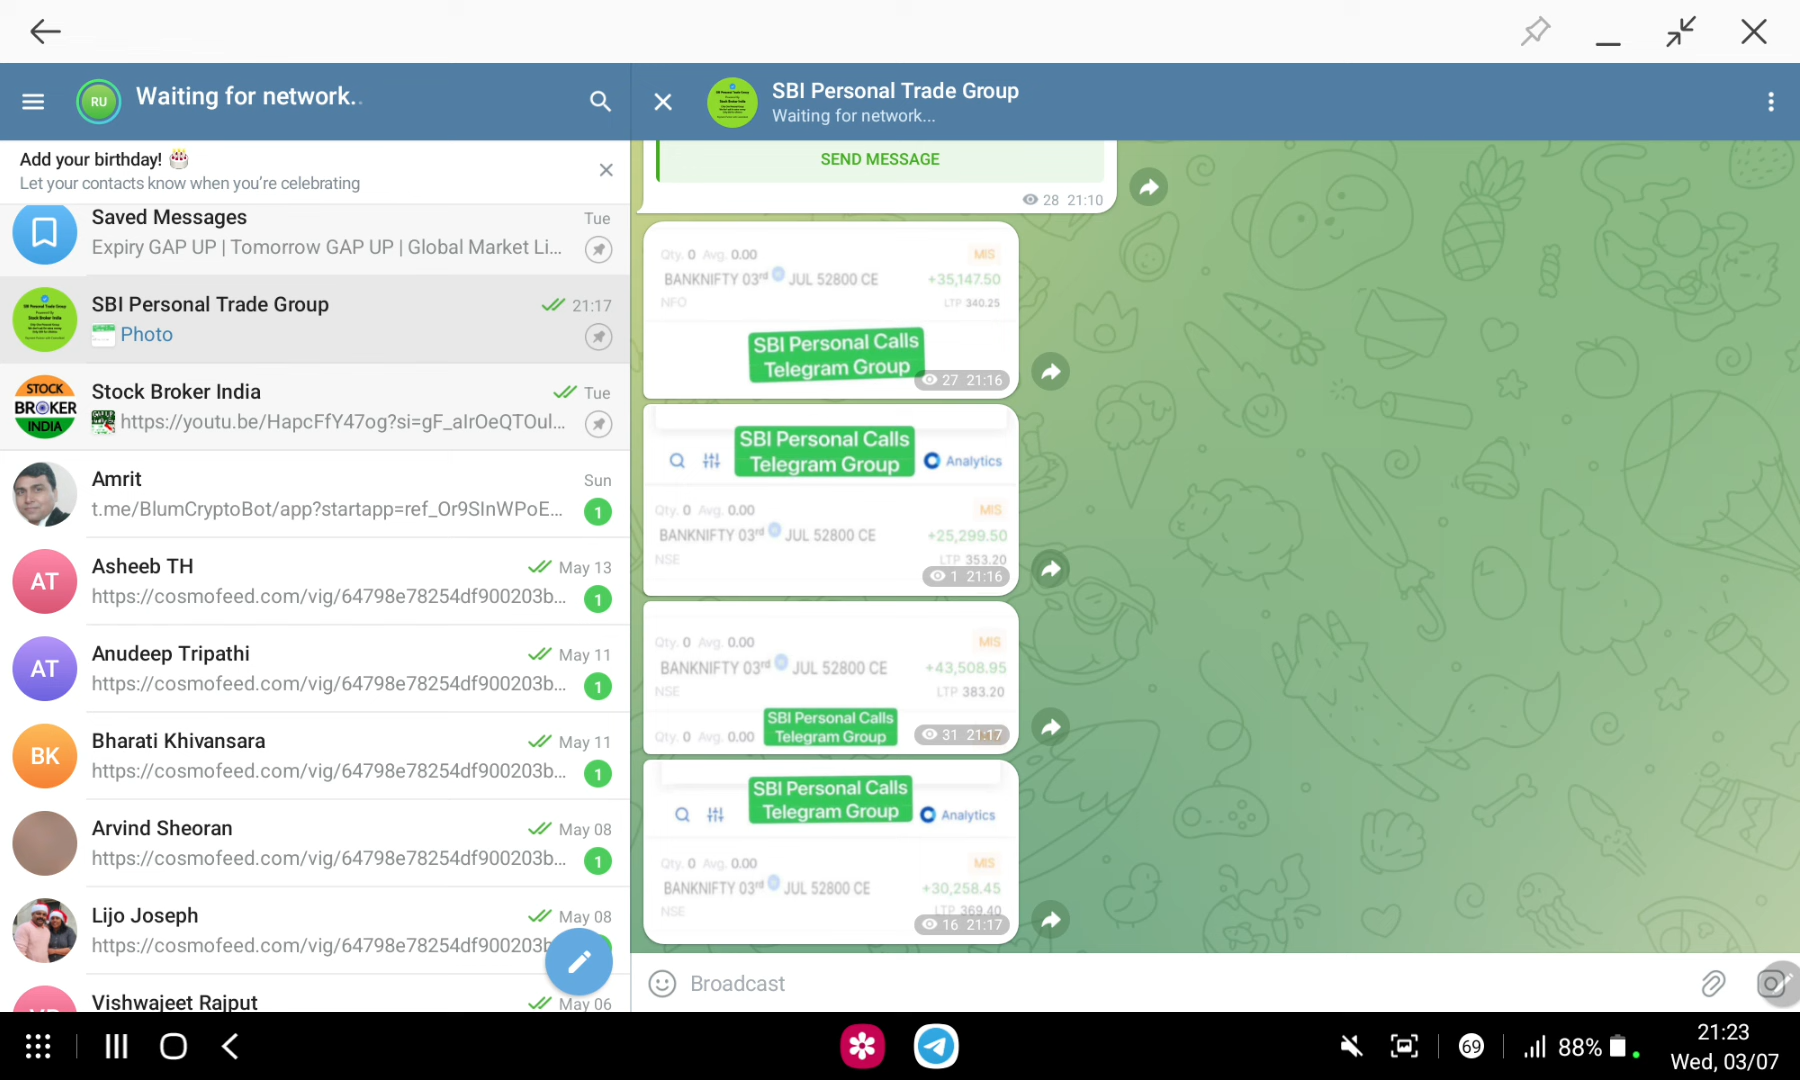 RU
Waiting for network..
Add your birthday! 🎂
Let your contacts know when you're celebrating
Saved Messages
Tue
Expiry GAP UP | Tomorrow GAP UP | Global Market Li...
SBI Personal Trade Group
21:17
Photo
STOCK
BROKER
INDIA
Stock Broker India
Tue
https://youtu.be/HapcFfY47og?si=gF_alrOeQTOul...
Amrit
Sun
t.me/BlumCryptoBot/app?startapp=ref_Or9SlnWPoE...
1
AT
Asheeb TH
May 13
https://cosmofeed.com/vig/64798e78254df900203b...
1
AT
Anudeep Tripathi
May 11
https://cosmofeed.com/vig/64798e78254df900203b...
1
BK
Bharati Khivansara
May 11
https://cosmofeed.com/vig/64798e78254df900203b...
1
Arvind Sheoran
May 08
https://cosmofeed.com/vig/64798e78254df900203b...
1
Lijo Joseph
May 08
https://cosmofeed.com/vig/64798e78254df900203b
Vishwajeet Rajput
May 06
SBI Personal Trade Group
Waiting for network...
SEND MESSAGE
28 21:10
Qty. 0 Avg. 0.00
MIS
BANKNIFTY 03rd JUL 52800 CE
+35,147.50
NFO
LTP 340.25
SBI Personal Calls
Telegram Group
27 21:16
SBI Personal Calls
Telegram Group
Analytics
Qty. 0 Avg. 0.00
MIS
BANKNIFTY 03rd JUL 52800 CE
+25,299.50
NSE
LTP 353.20
1 21:16
Qty. 0 Avg. 0.00
MIS
BANKNIFTY 03rd JUL 52800 CE
+43,508.95
NSE
LTP 383.20
Qty. 0 Avg. 0.00
SBI Personal Calls
Telegram Group
31 21:17
SBI Personal Calls
Telegram Group
Analytics
Qty. 0 Avg. 0.00
MIS
BANKNIFTY 03rd JUL 52800 CE
+30,258.45
NSE
LTP 369.40
16 21:17
Broadcast
69
88%
21:23
Wed, 03/07